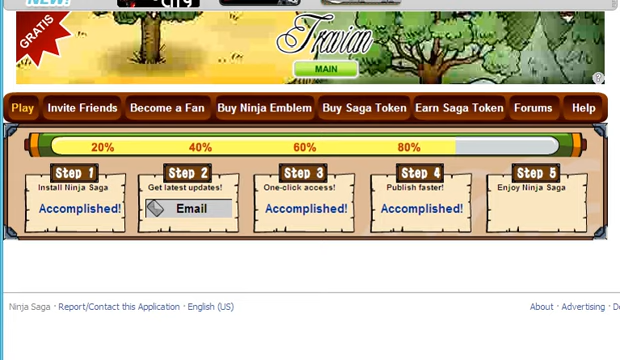 NEW!
CITY
GRATIS
Travian
MAIN
?
Play Invite Friends Become a Fan Buy Ninja Emblem Buy Saga Token Earn Saga Token Forums Help
20% 40% 60% 80%
Step 1 Step 2 Step 3 Step 4 Step 5
Install Ninja Saga Get latest updates! One-click access! Publish faster! Enjoy Ninja Saga
Accomplished! Email Accomplished! Accomplished!
Ninja Saga · Report/Contact this Application · English (US) About · Advertising · De